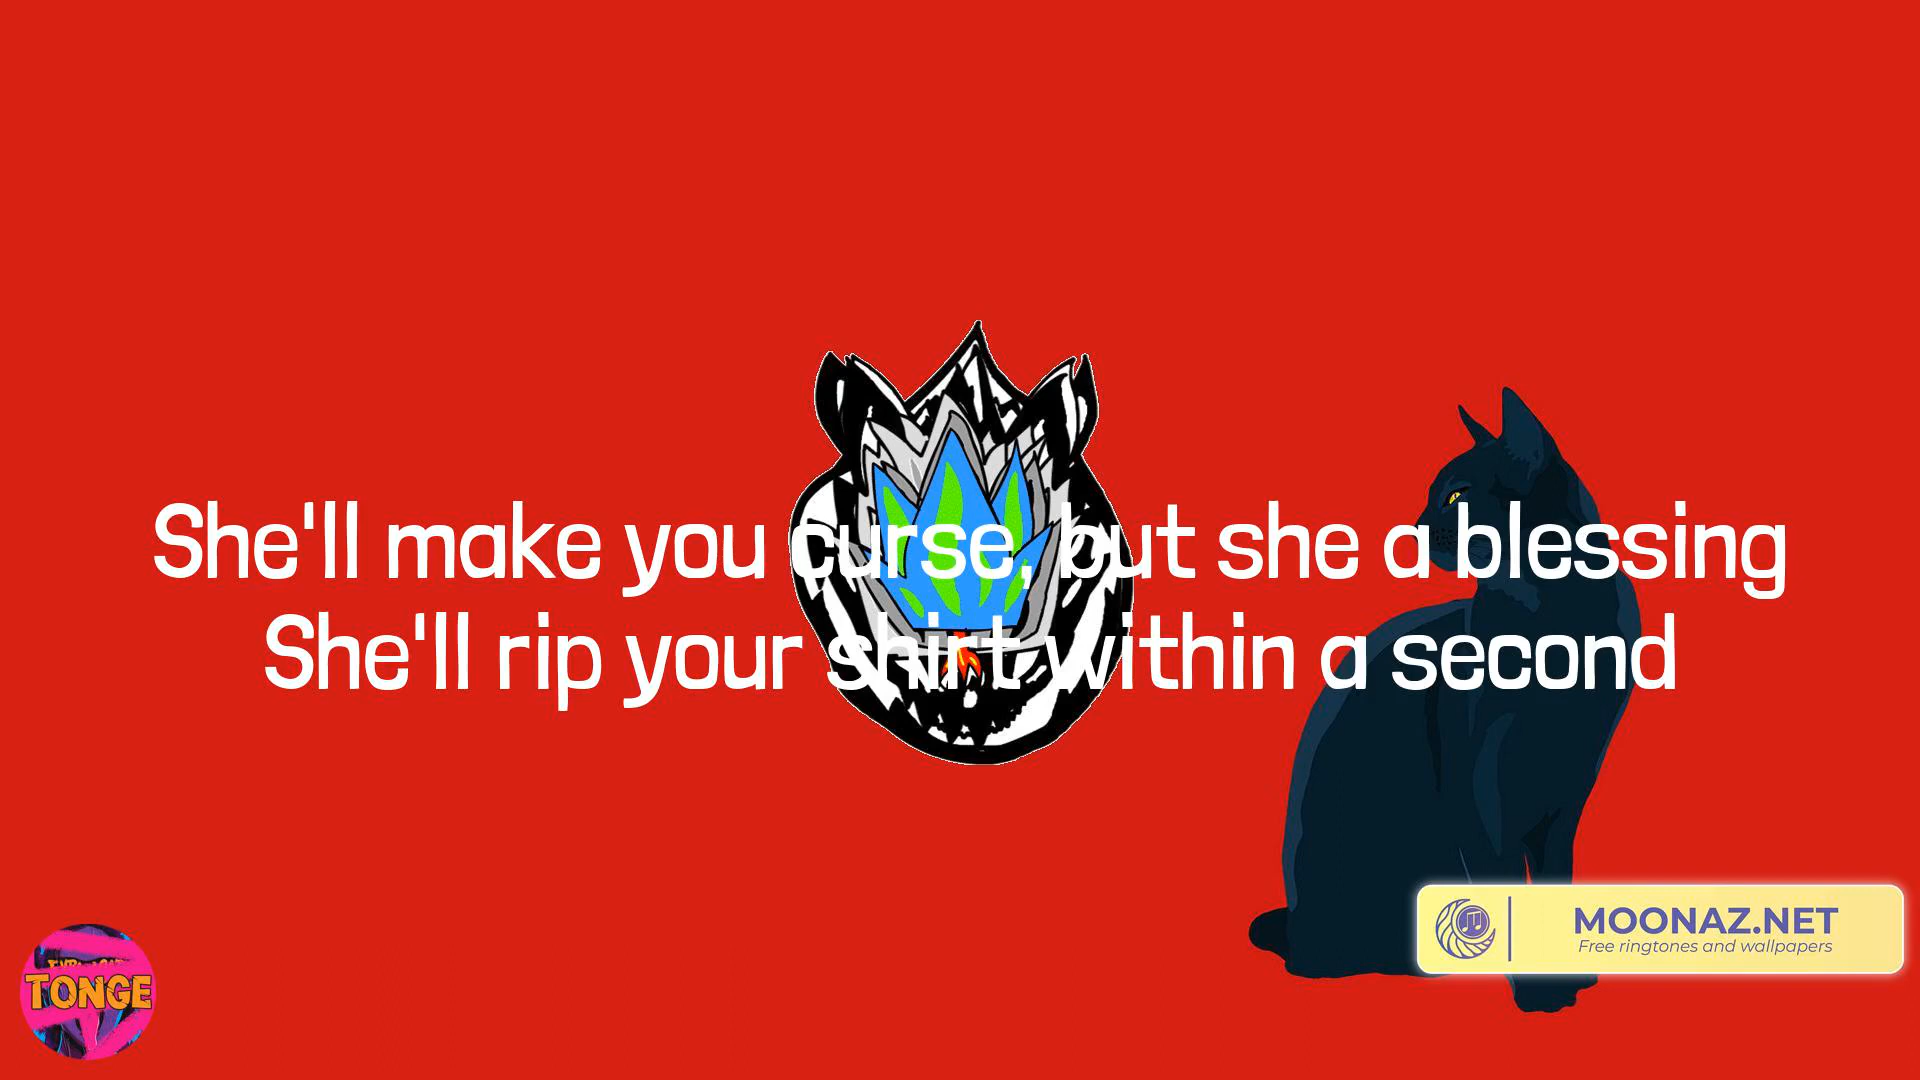 She'll make you curse, but she a blessing
She'll rip your shirt within a second
MOONAZ.NET
Free ringtones and wallpapers
TONGE